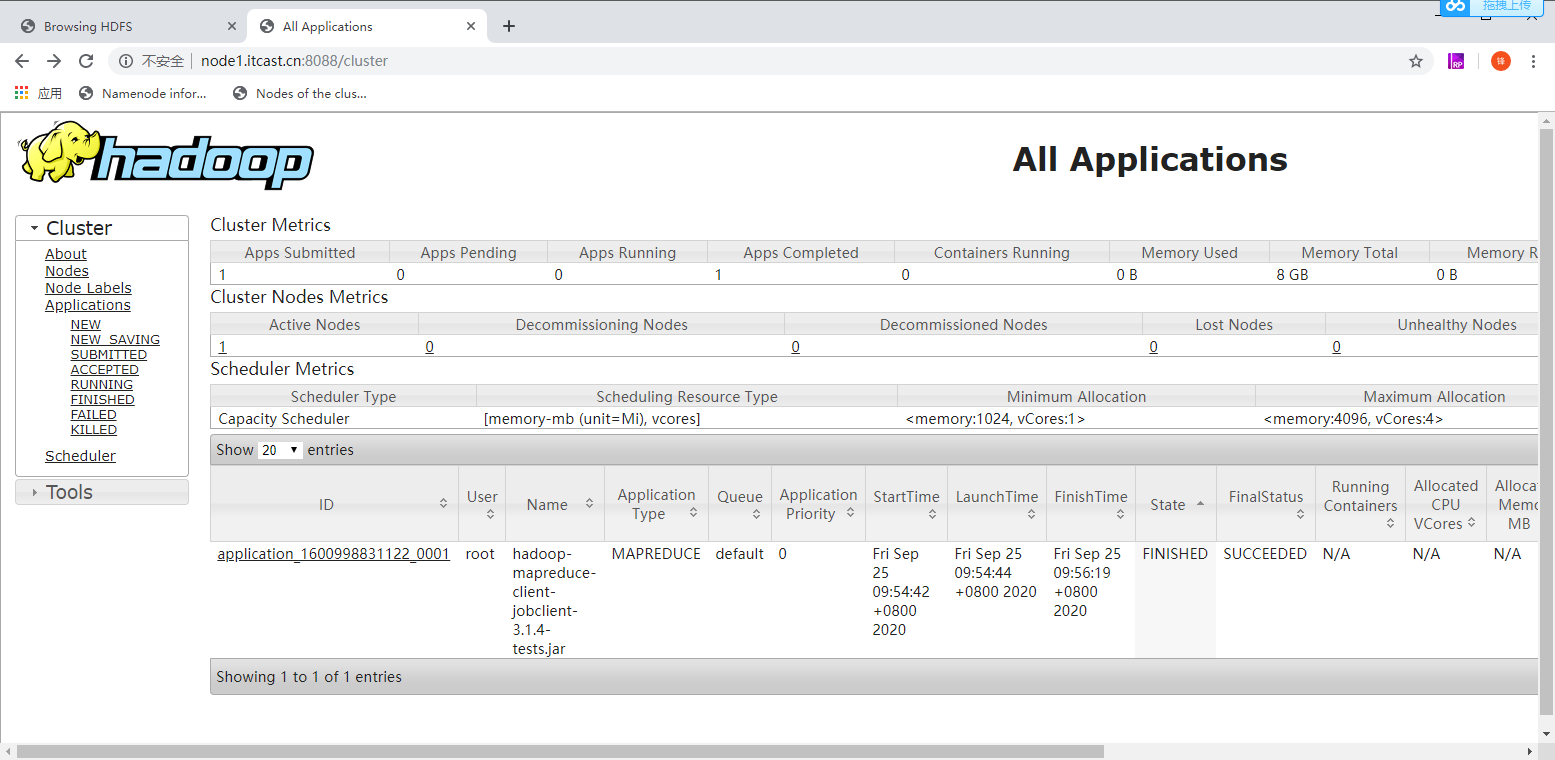 拖拽上传
Browsing HDFS
All Applications
不安全
node1.itcast.cn:8088/cluster
RP
锋
应用
Namenode infor...
Nodes of the clus...
hadoop
All Applications
Cluster
About
Nodes
Node Labels
Applications
NEW
NEW_SAVING
SUBMITTED
ACCEPTED
RUNNING
FINISHED
FAILED
KILLED
Scheduler
Tools
Cluster Metrics
Apps Submitted Apps Pending Apps Running Apps Completed Containers Running Memory Used Memory Total Memory R
1 0 0 1 0 0 B 8 GB 0 B
Cluster Nodes Metrics
Active Nodes Decommissioning Nodes Decommissioned Nodes Lost Nodes Unhealthy Nodes
1 0 0 0 0
Scheduler Metrics
Scheduler Type Scheduling Resource Type Minimum Allocation Maximum Allocation
Capacity Scheduler [memory-mb (unit=Mi), vcores] <memory:1024, vCores:1> <memory:4096, vCores:4>
Show 20 entries
ID
User
Name
Application
Type
Queue
Application
Priority
StartTime
LaunchTime
FinishTime
State
FinalStatus
Running
Containers
Allocated
CPU
VCores
Alloca
Memo
MB
application_1600998831122_0001
root
hadoop-
mapreduce-
client-
jobclient-
3.1.4-
tests.jar
MAPREDUCE
default
0
Fri Sep
25
09:54:42
+0800
2020
Fri Sep 25
09:54:44
+0800 2020
Fri Sep 25
09:56:19
+0800
2020
FINISHED
SUCCEEDED
N/A
N/A
N/A
Showing 1 to 1 of 1 entries